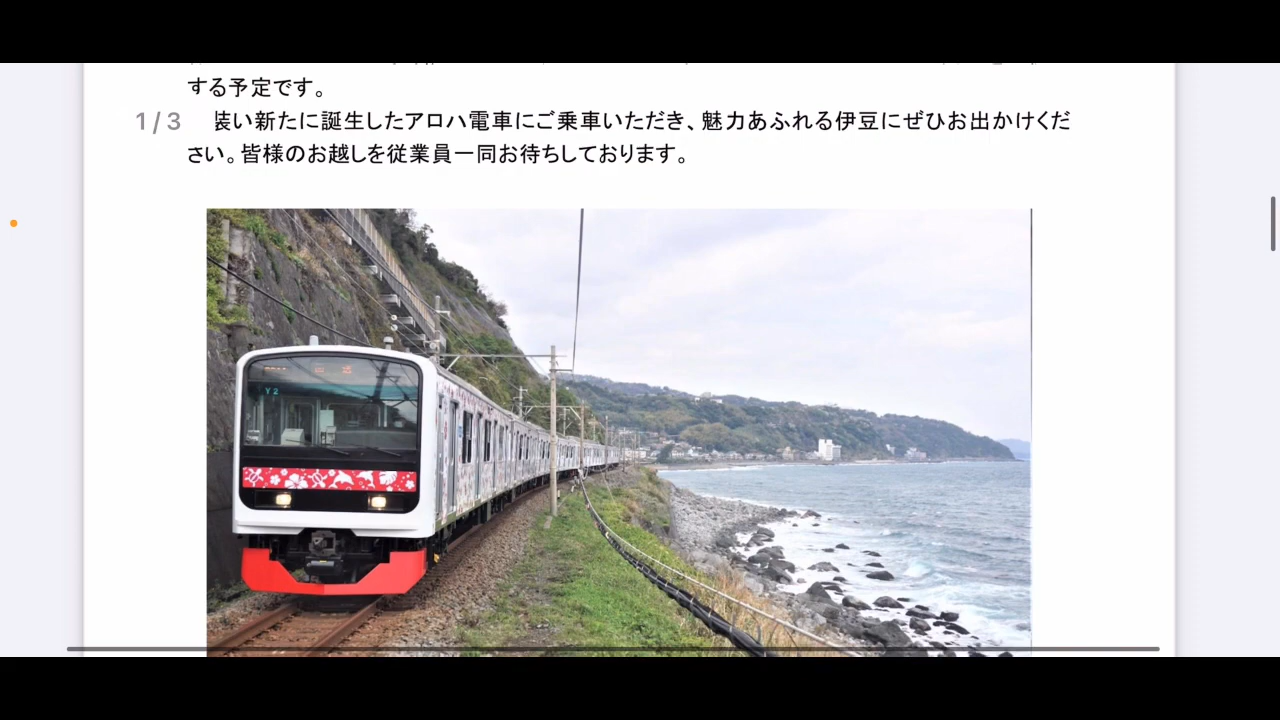 する予定です。
1 / 3
装い新たに誕生したアロハ電車にご乗車いただき、魅力あふれる伊豆にぜひお出かけくだ
さい。皆様のお越しを従業員一同お待ちしております。
Y 2